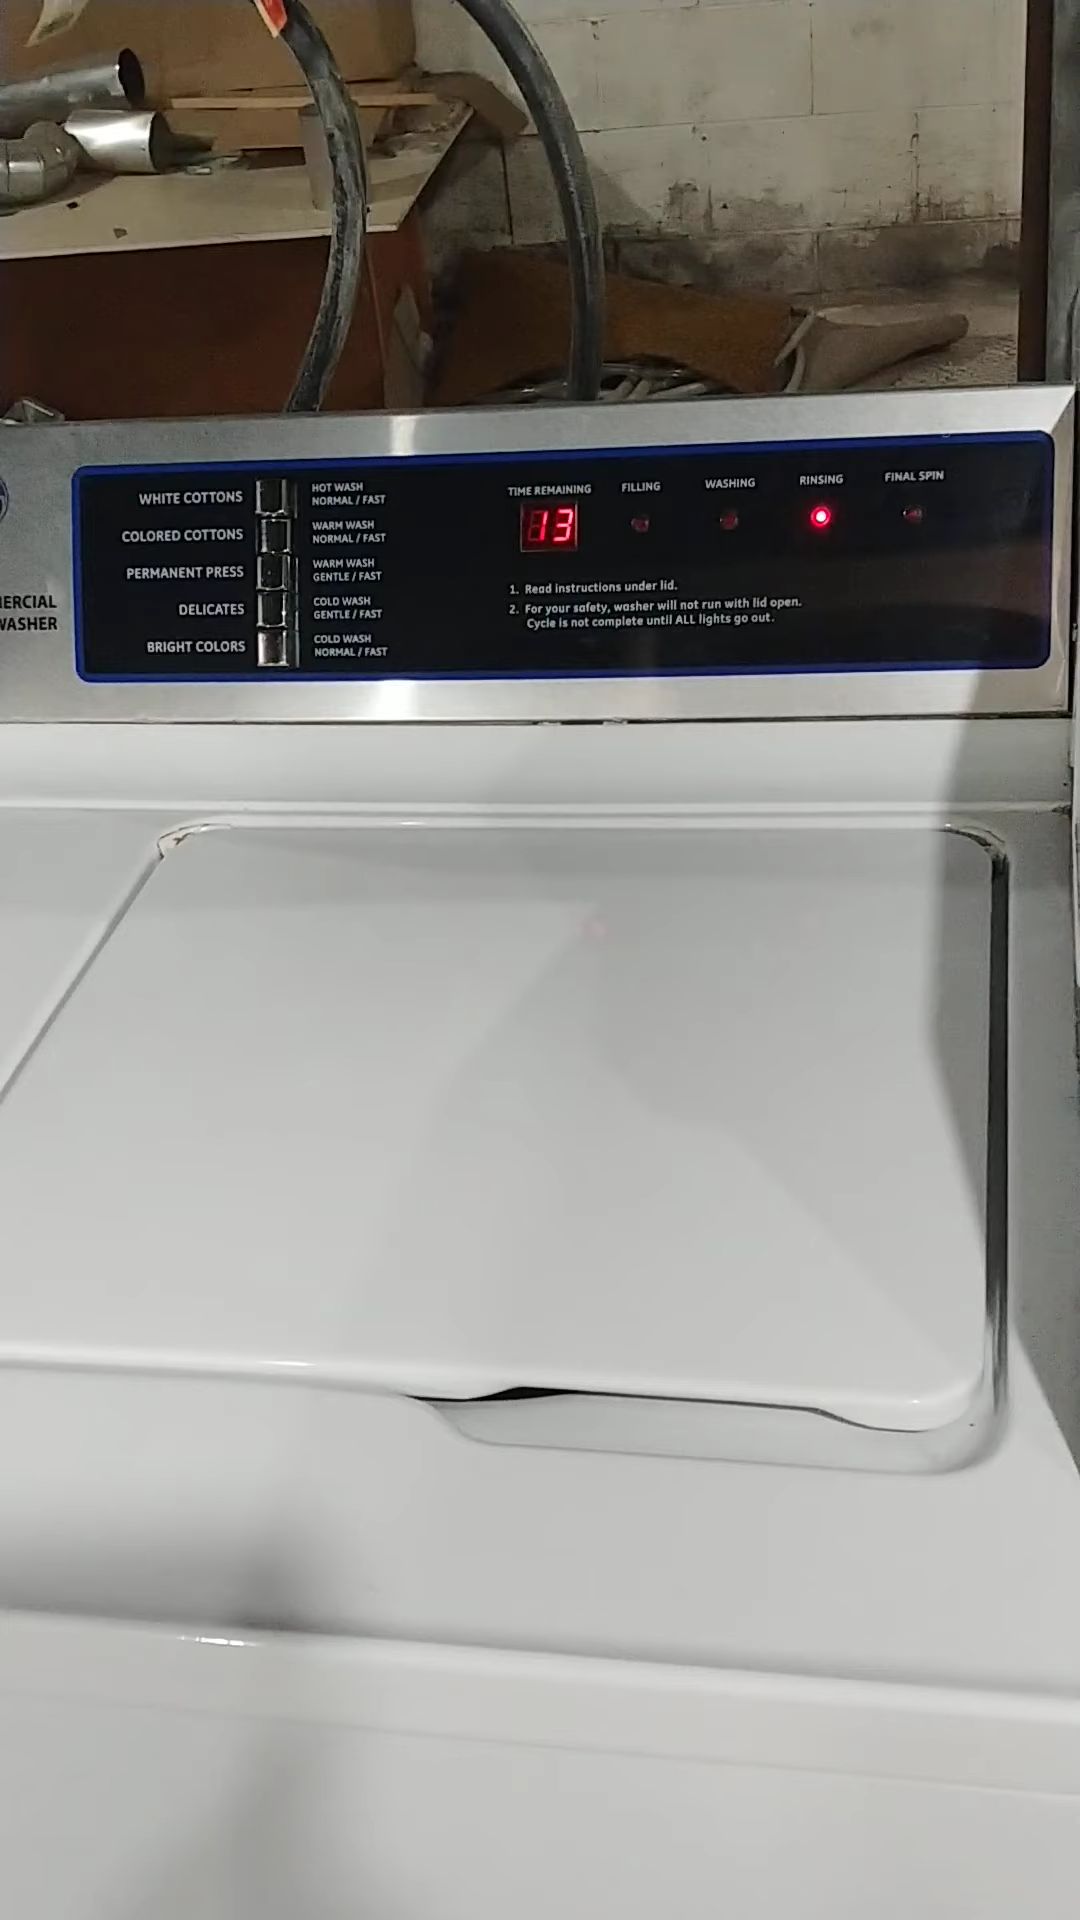 WHITE COTTONS
COLORED COTTONS
PERMANENT PRESS
DELICATES
BRIGHT COLORS
HOT WASH
NORMAL / FAST
WARM WASH
NORMAL / FAST
WARM WASH
GENTLE / FAST
COLD WASH
GENTLE / FAST
COLD WASH
NORMAL / FAST
TIME REMAINING
13
FILLING
WASHING
RINSING
FINAL SPIN
1. Read instructions under lid.
2. For your safety, washer will not run with lid open.
Cycle is not complete until ALL lights go out.
ERCIAL
WASHER